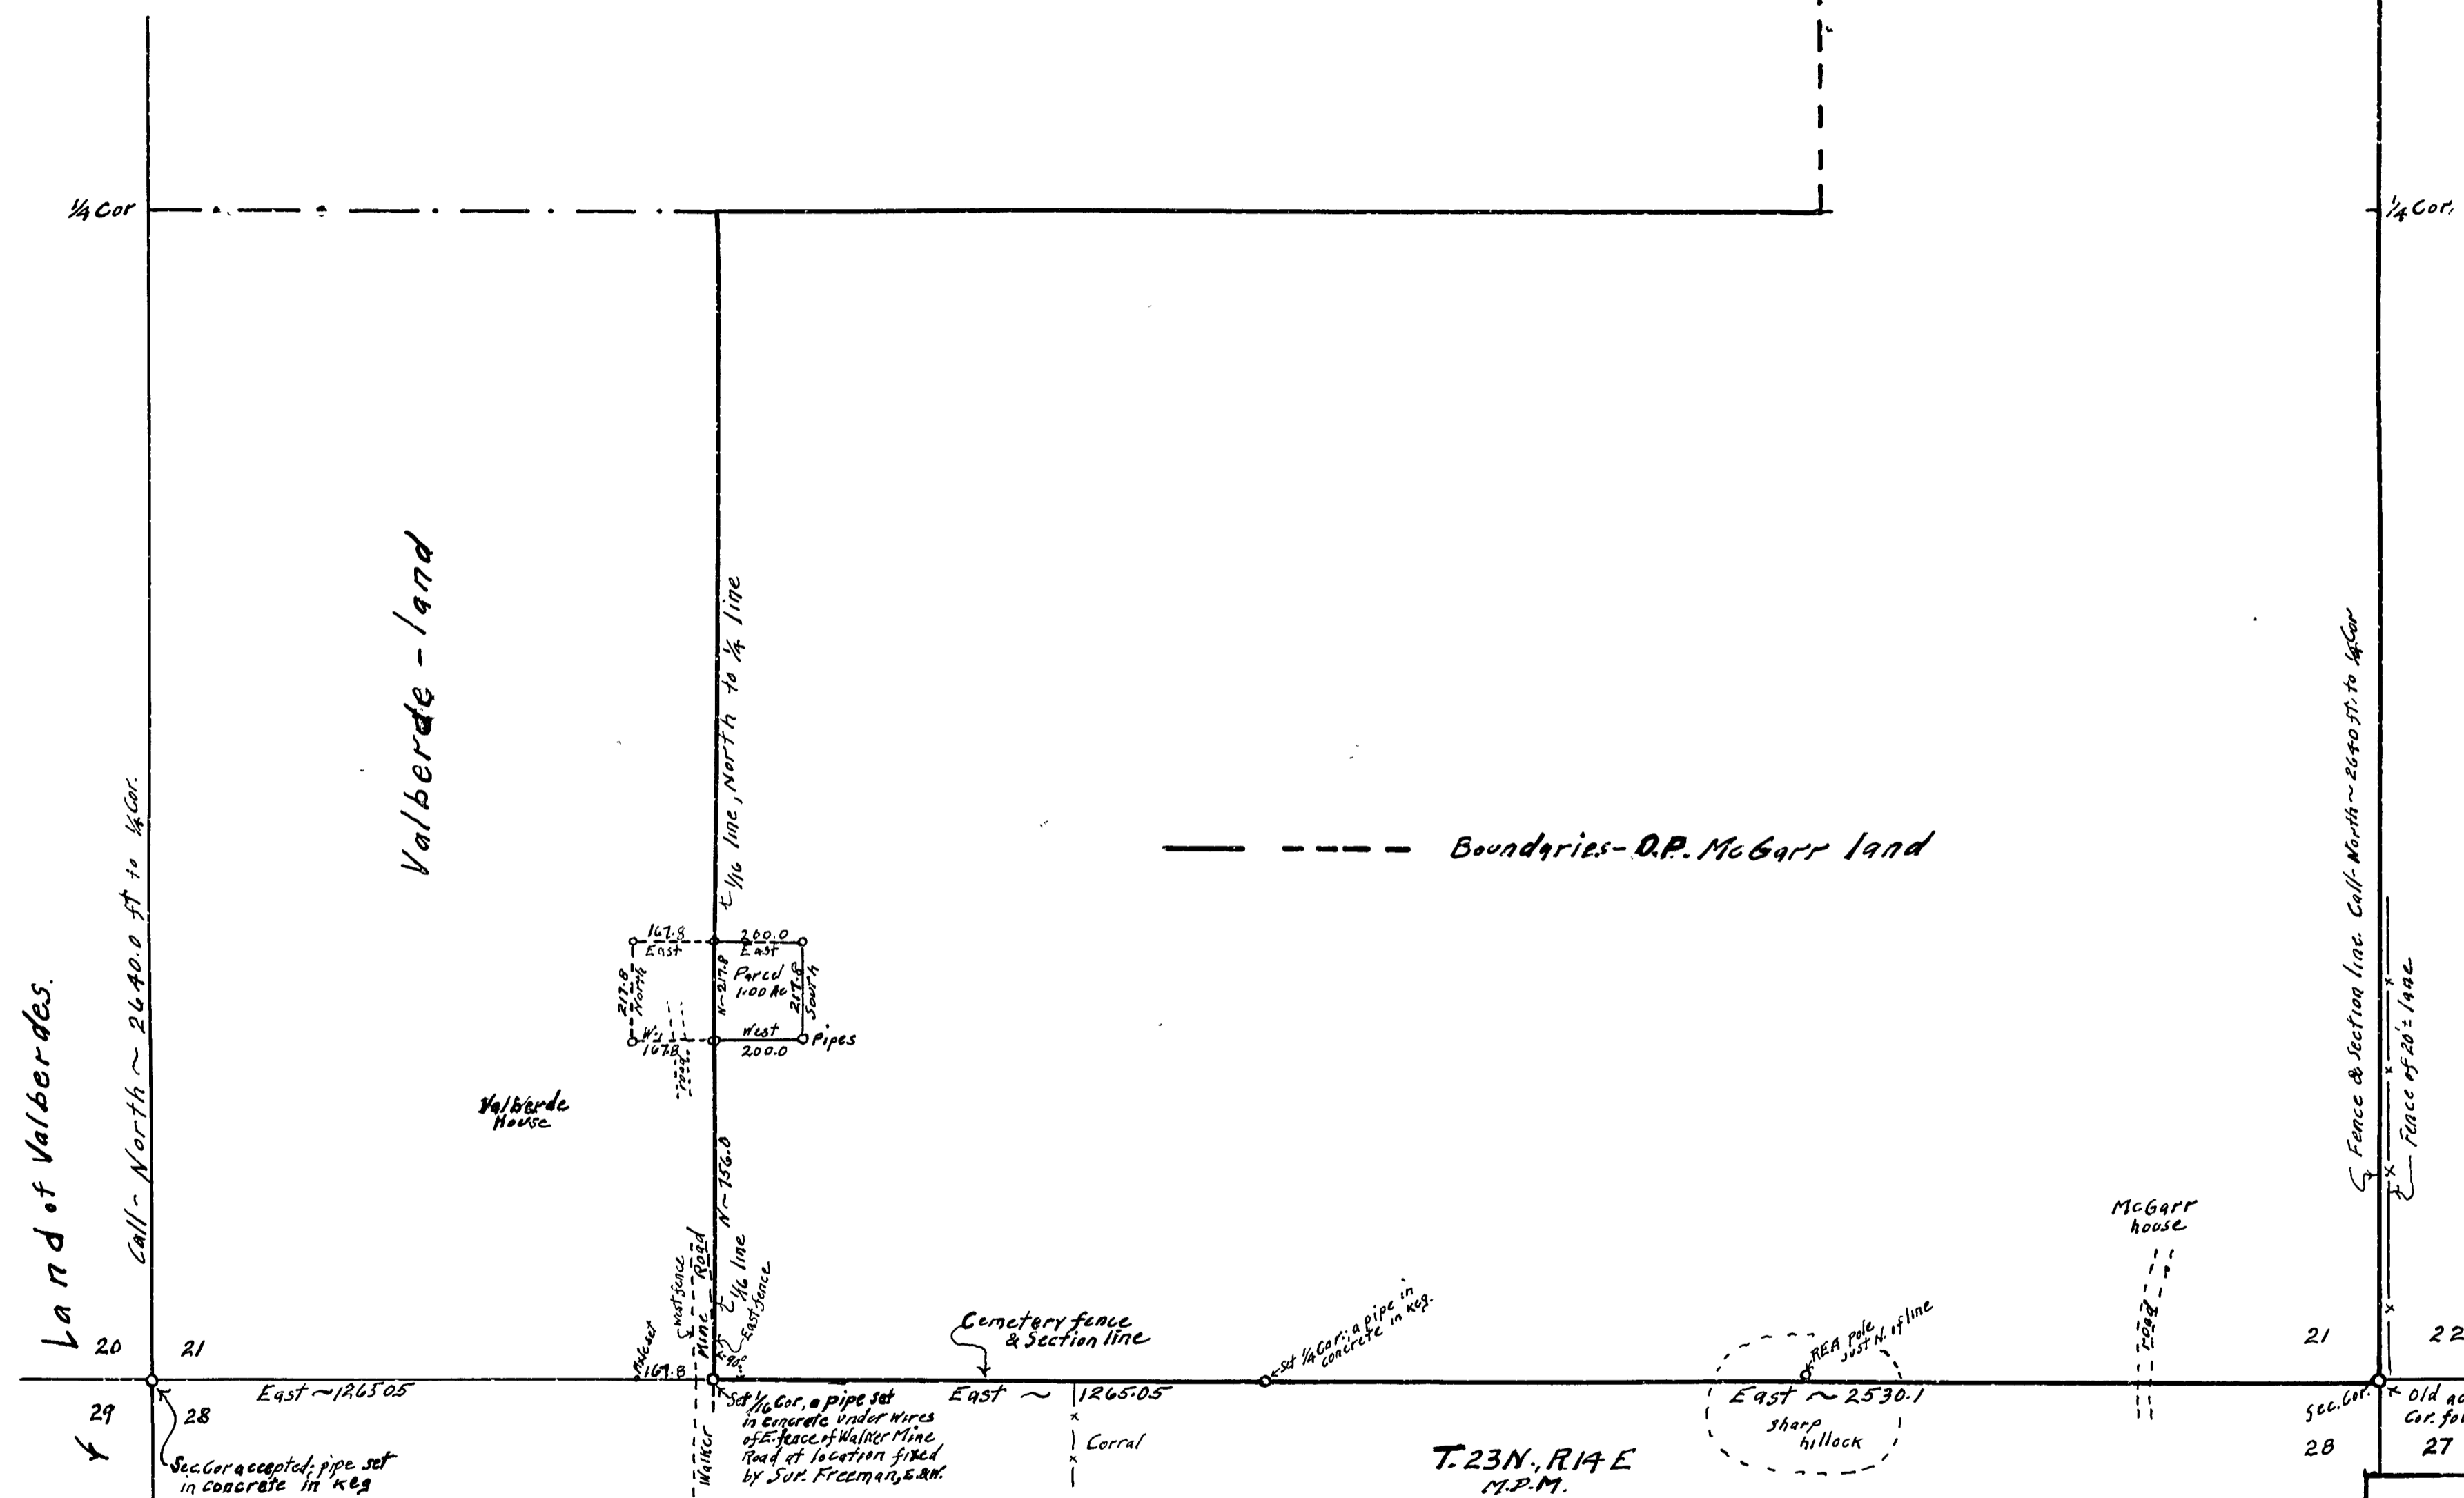 1/4 Cor
1/4 Cor.
Valberde - land
1/16 line, North to 1/4 line
Call - North ~ 2640.0 ft to 1/4 Cor.
Land of Valberdes.
Boundaries - O.P. McGarr land
Fence & Section line. Call - North ~ 2640 ft. to 1/4 Cor
Fence of 20'± lane
167.8
East
200.0
East
217.8
North
N~217.8
Parcel
1.00 Ac
217.8
South
W.
167.8
West
200.0
Pipes
road
Valberde
House
N~756.0
1/16 line
East fence
West fence
Walker Mine Road
Axle set
167.8
90°
Cemetery fence
& Section line
Set 1/4 Cor.; a pipe in
concrete in keg.
REA pole
just N. of line
McGarr
house
road
20
21
29
28
East ~ 1265.05
East ~ 1265.05
East ~ 2530.1
Sec. Cor accepted; pipe set
in concrete in keg
Set 1/16 Cor, a pipe set
in concrete under wires
of E. fence of Walker Mine
Road at location fixed
by Sur. Freeman, E.&W.
Corral
sharp
hillock
T. 23N., R.14 E
M.D.M.
21
22
28
27
Sec. Cor.
Old
Cor.